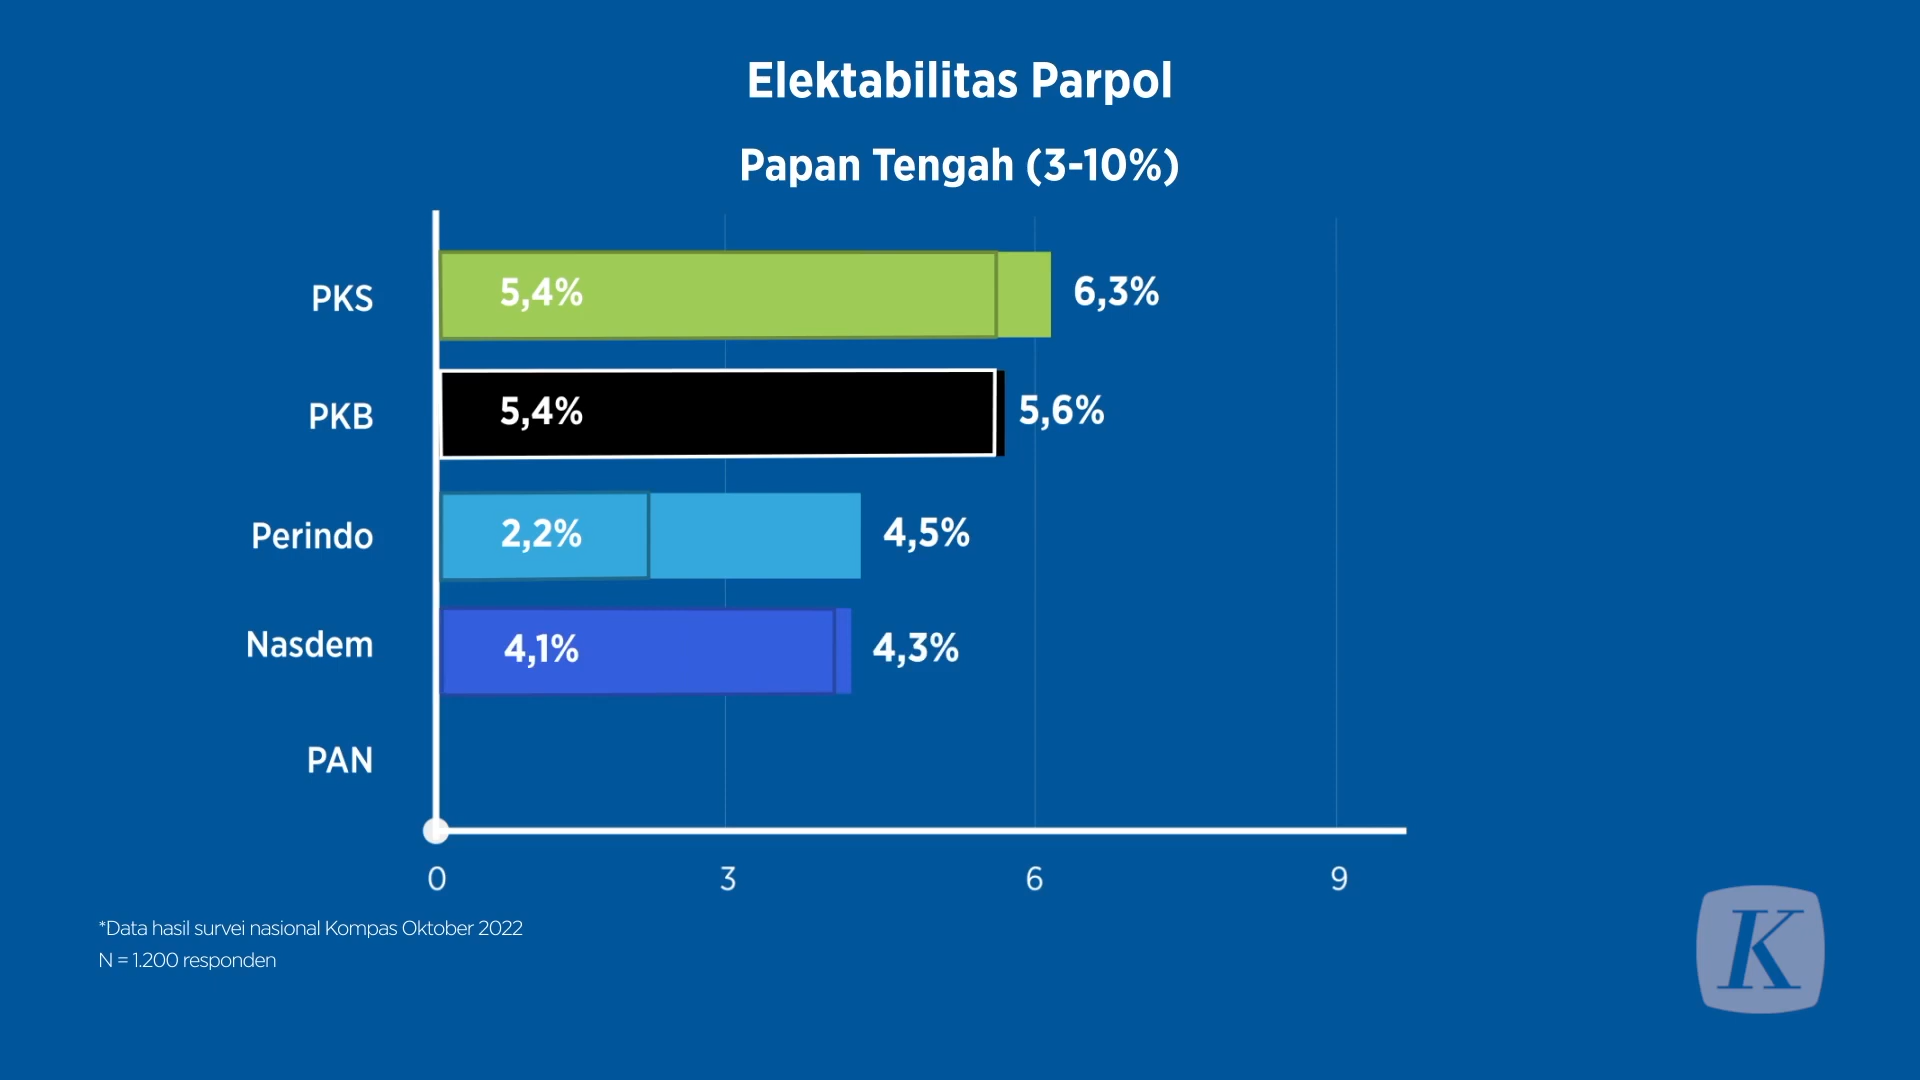 Elektabilitas Parpol
Papan Tengah (3-10%)
PKS 5,4% 6,3%
PKB 5,4% 5,6%
Perindo 2,2% 4,5%
Nasdem 4,1% 4,3%
PAN
0 3 6 9
*Data hasil survei nasional Kompas Oktober 2022
N = 1.200 responden
K